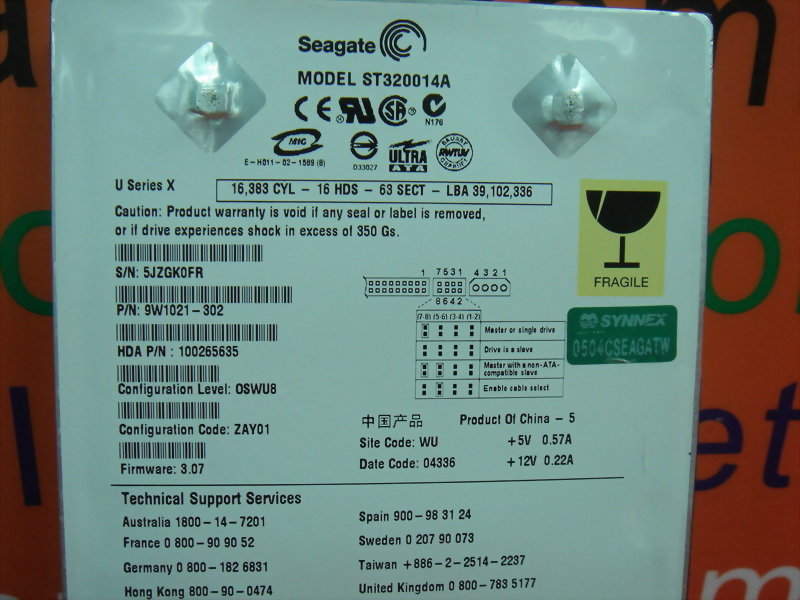 Seagate
MODEL ST320014A
N176
MIC
E-H011-02-1589 (B)
D33027
ULTRA
ATA
U Series X
16,383 CYL - 16 HDS - 63 SECT - LBA 39,102,336
Caution: Product warranty is void if any seal or label is removed,
or if drive experiences shock in excess of 350 Gs.
S/N: 5JZGK0FR
P/N: 9W1021-302
HDA P/N : 100265635
Configuration Level: OSWU8
Configuration Code: ZAY01
Firmware: 3.07
1 7531 4321
8642
(7-8) (5-6) (3-4) (1-2)
Master or single drive
Drive is a slave
Master with a non-ATA-
compatible slave
Enable cable select
FRAGILE
SYNNEX
0504CSEAGATW
中国产品 Product Of China - 5
Site Code: WU +5V 0.57A
Date Code: 04336 +12V 0.22A
Technical Support Services
Australia 1800-14-7201
France 0 800-90 90 52
Germany 0 800-182 6831
Hong Kong 800-90-0474
Spain 900-98 31 24
Sweden 0 207 90 073
Taiwan +886-2-2514-2237
United Kingdom 0 800-783 5177